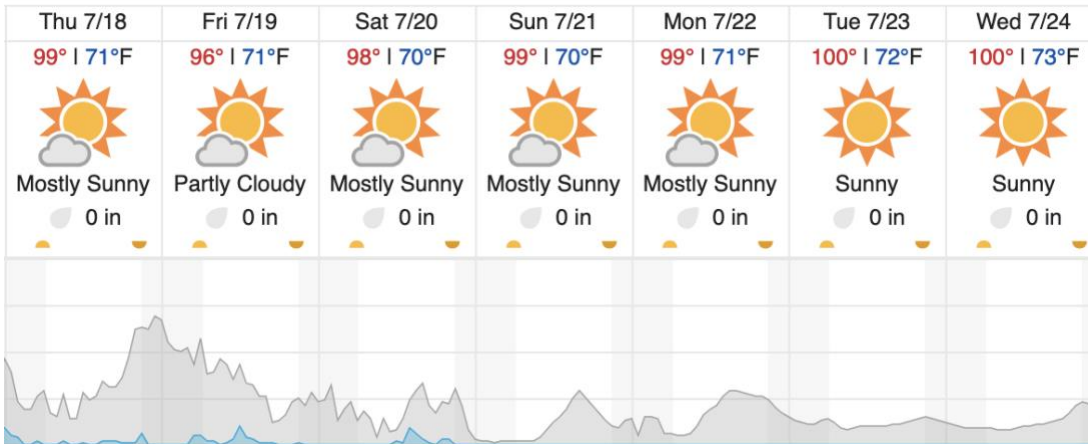 Thu 7/18 Fri 7/19 Sat 7/20 Sun 7/21 Mon 7/22 Tue 7/23 Wed 7/24
99° | 71°F 96° | 71°F 98° | 70°F 99° | 70°F 99° | 71°F 100° | 72°F 100° | 73°F
Mostly Sunny Partly Cloudy Mostly Sunny Mostly Sunny Mostly Sunny Sunny Sunny
0 in 0 in 0 in 0 in 0 in 0 in 0 in